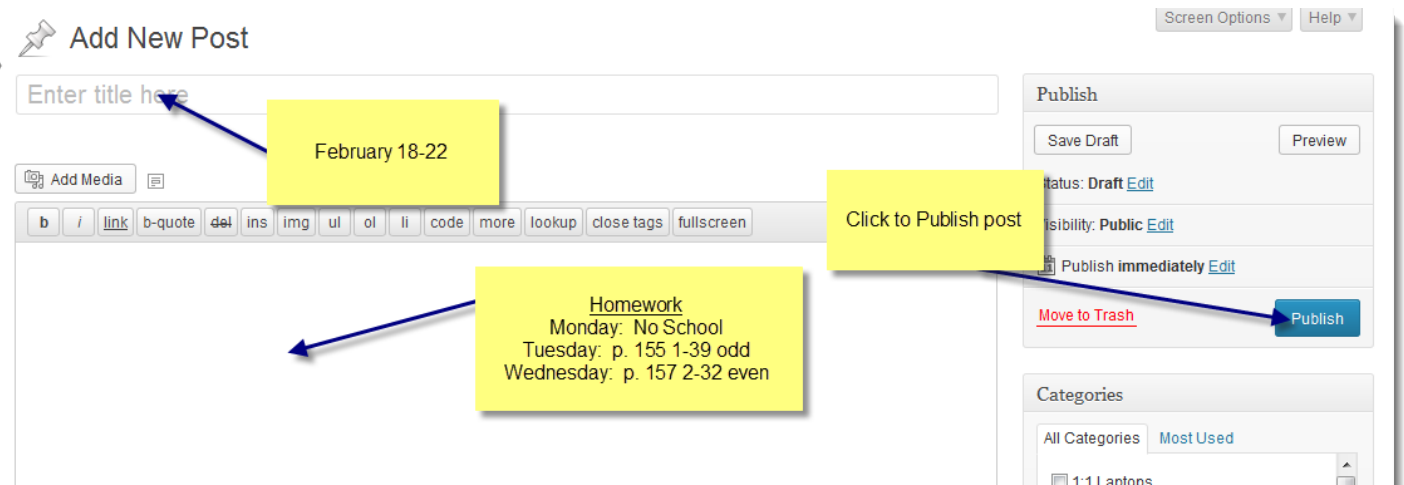 Screen Options Help
Add New Post
Enter title here
February 18-22
Add Media
b i link b-quote del ins img ul ol li code more lookup close tags fullscreen
Homework
Monday: No School
Tuesday: p. 155 1-39 odd
Wednesday: p. 157 2-32 even
Click to Publish post
Publish
Save Draft Preview
Status: Draft Edit
Visibility: Public Edit
Publish immediately Edit
Move to Trash Publish
Categories
All Categories Most Used
1:1 Laptops